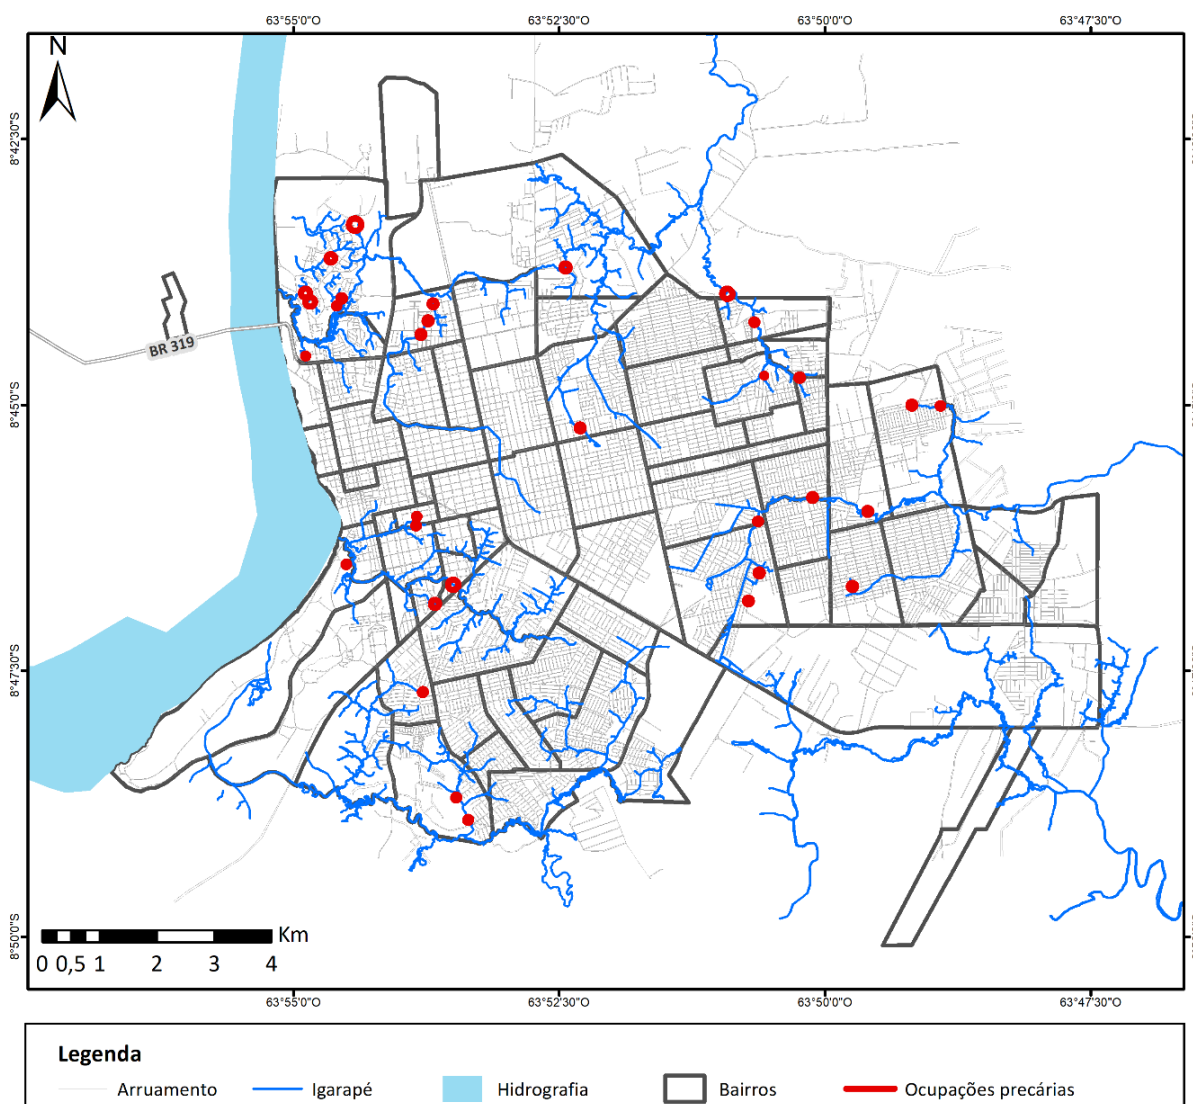 63°55'0"O 63°52'30"O 63°50'0"O 63°47'30"O
N
8°42'30"S
BR 319
8°45'0"S
8°47'30"S
8°50'0"S
Km
0 0,5 1 2 3 4
63°55'0"O 63°52'30"O 63°50'0"O 63°47'30"O
Legenda
Arruamento Igarapé Hidrografia Bairros Ocupações precárias